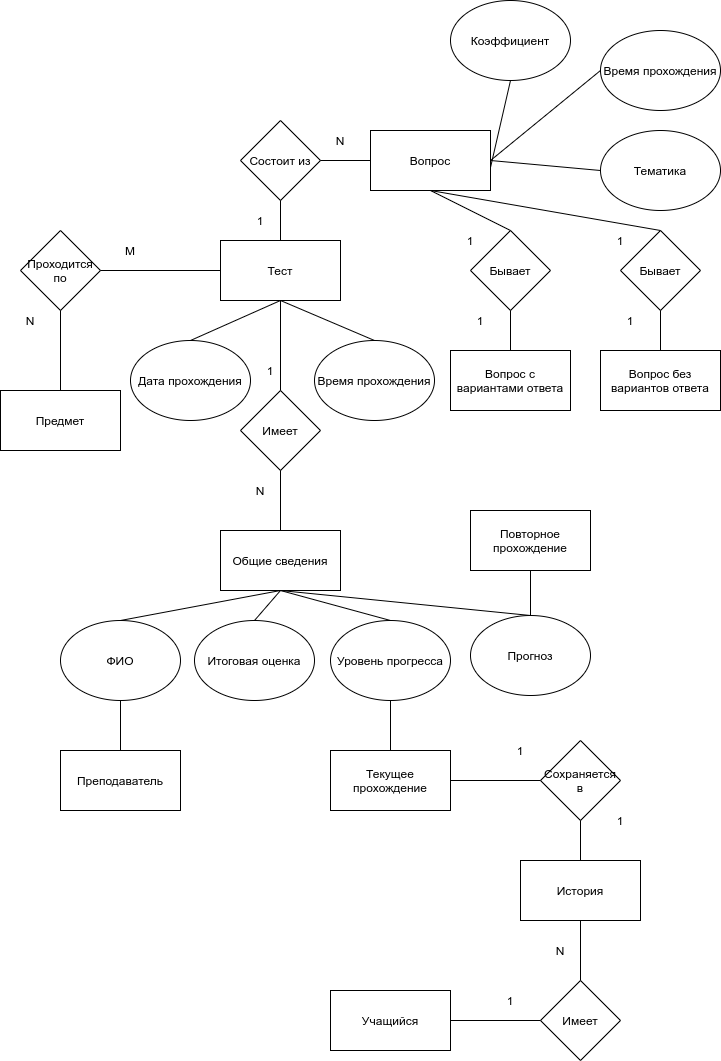 Коэффициент
Время прохождения
N
Состоит из
Вопрос
Тематика
1
M
1
1
Проходится
по
Тест
Бывает
Бывает
N
1
1
1
Дата прохождения
Время прохождения
Вопрос с
вариантами ответа
Вопрос без
вариантов ответа
Предмет
Имеет
N
Повторное
прохождение
Общие сведения
ФИО
Итоговая оценка
Уровень прогресса
Прогноз
1
Преподаватель
Текущее
прохождение
Сохраняется
в
1
История
N
1
Учащийся
Имеет